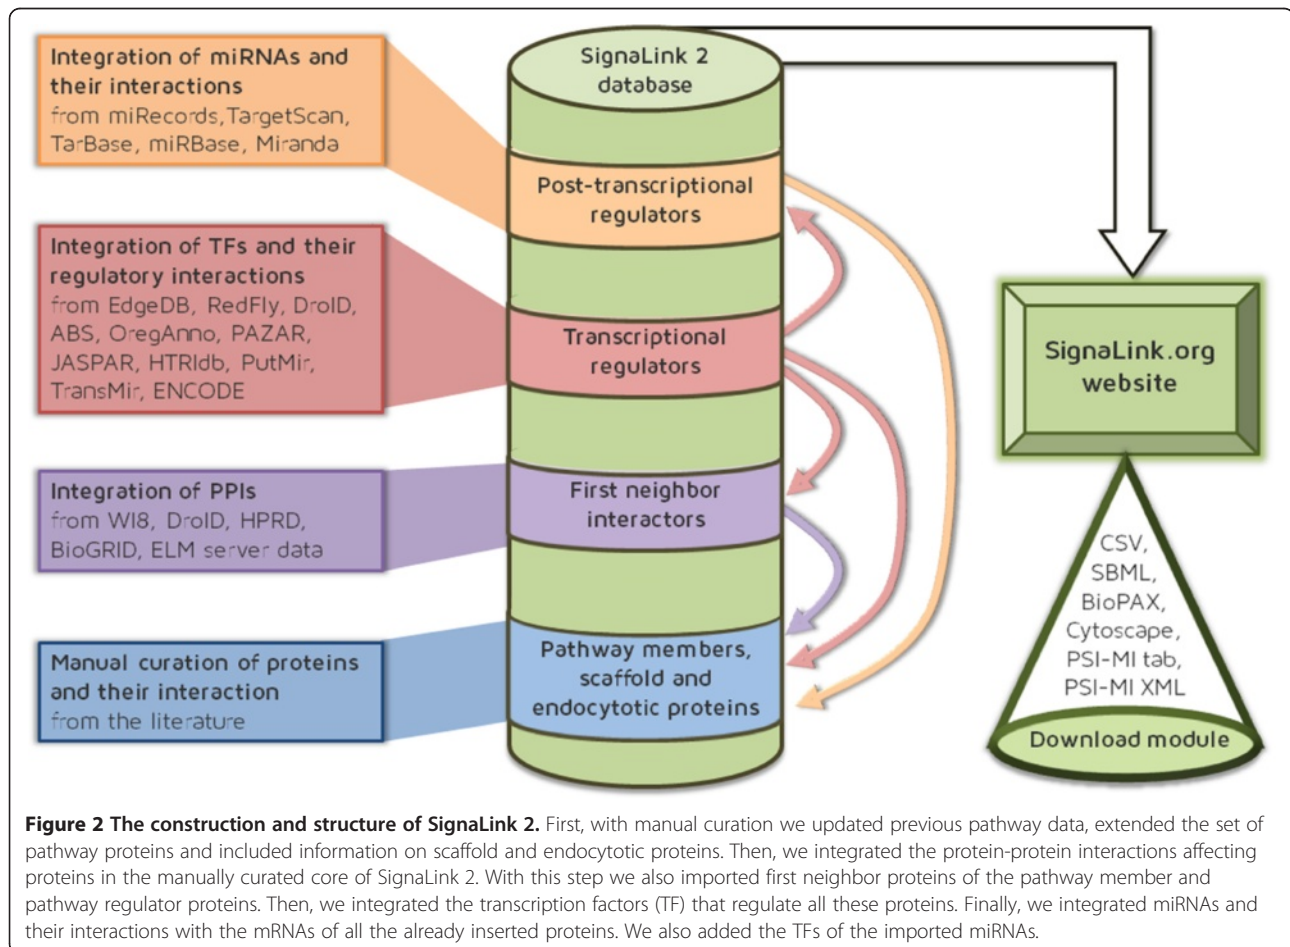 Integration of miRNAs and
their interactions
from miRecords,TargetScan,
TarBase, miRBase, Miranda
Integration of TFs and their
regulatory interactions
from EdgeDB, RedFly, DroID,
ABS, OregAnno, PAZAR,
JASPAR, HTRIdb, PutMir,
TransMir, ENCODE
Integration of PPIs
from WI8, DroID, HPRD,
BioGRID, ELM server data
Manual curation of proteins
and their interaction
from the literature
SignaLink 2
database
Post-transcriptional
regulators
Transcriptional
regulators
First neighbor
interactors
Pathway members,
scaffold and
endocytotic proteins
SignaLink.org
website
CSV,
SBML,
BioPAX,
Cytoscape,
PSI-MI tab,
PSI-MI XML
Download module
Figure 2 The construction and structure of SignaLink 2. First, with manual curation we updated previous pathway data, extended the set of
pathway proteins and included information on scaffold and endocytotic proteins. Then, we integrated the protein-protein interactions affecting
proteins in the manually curated core of SignaLink 2. With this step we also imported first neighbor proteins of the pathway member and
pathway regulator proteins. Then, we integrated the transcription factors (TF) that regulate all these proteins. Finally, we integrated miRNAs and
their interactions with the mRNAs of all the already inserted proteins. We also added the TFs of the imported miRNAs.